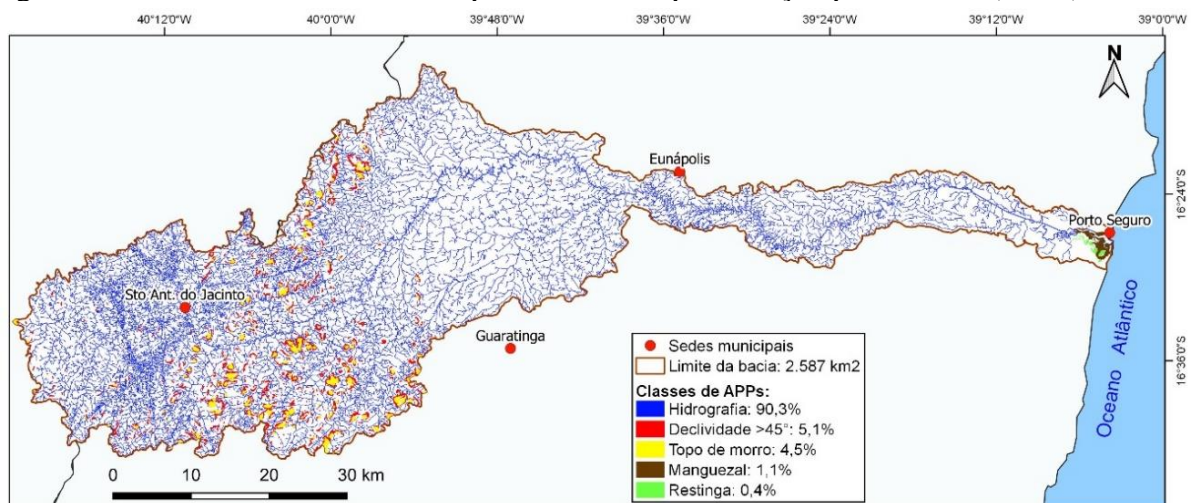 40°12'0"W 40°0'0"W 39°48'0"W 39°36'0"W 39°24'0"W 39°12'0"W 39°0'0"W
N
Eunápolis
16°24'0"S
Porto Seguro
Sto Ant. do Jacinto
Guaratinga
Oceano Atlântico
16°36'0"S
Sedes municipais
Limite da bacia: 2.587 km2
Classes de APPs:
Hidrografia: 90,3%
Declividade >45°: 5,1%
Topo de morro: 4,5%
Manguezal: 1,1%
Restinga: 0,4%
0 10 20 30 km